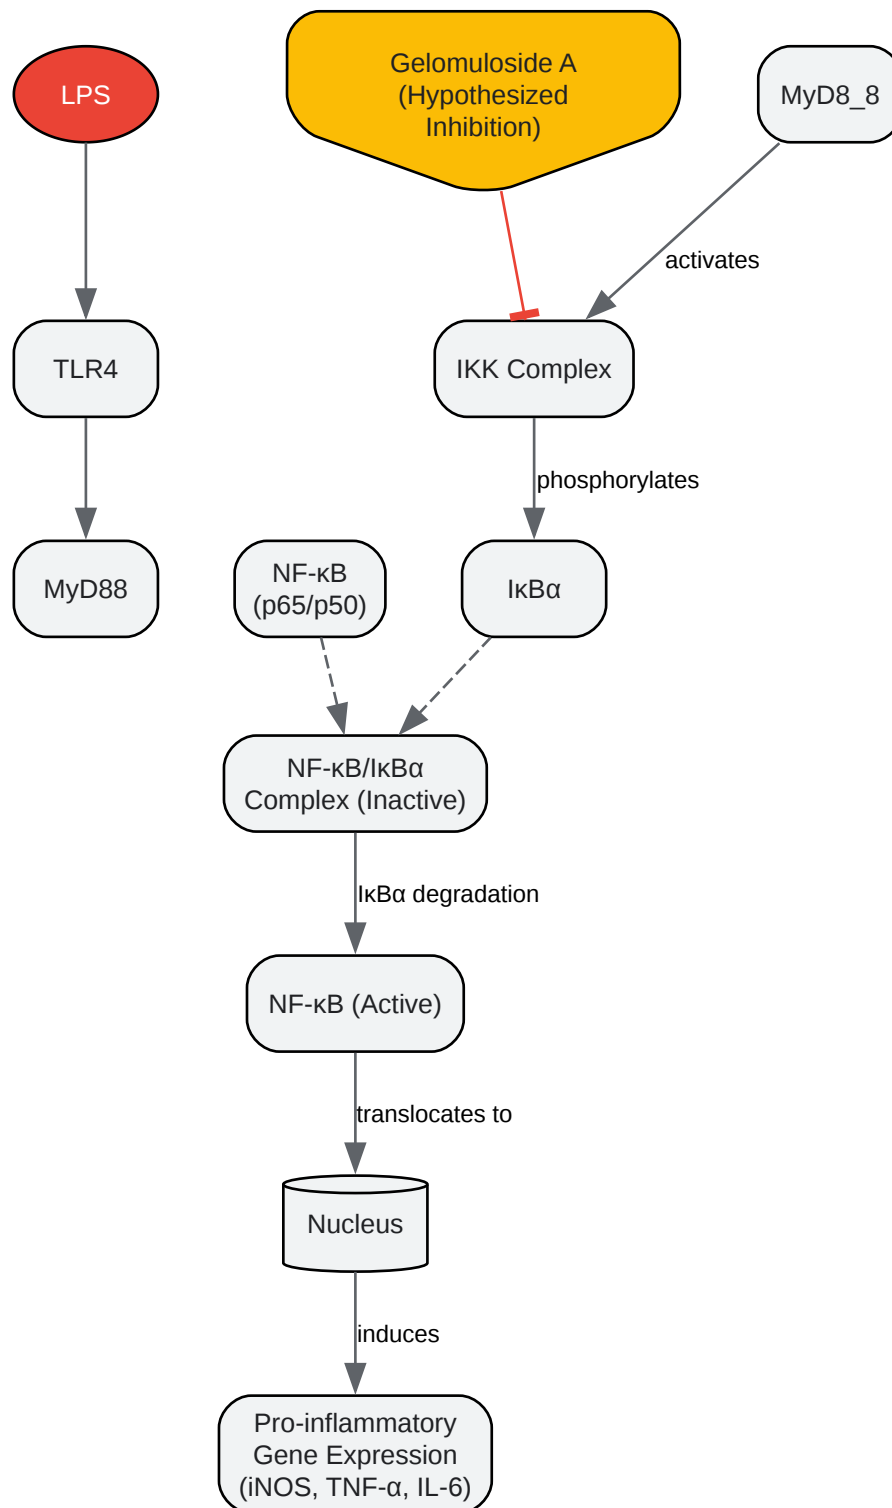 LPS
Gelomuloside A
(Hypothesized
Inhibition)
MyD8_8
activates
TLR4
IKK Complex
phosphorylates
MyD88
NF-κB
(p65/p50)
IκBα
NF-κB/IκBα
Complex (Inactive)
IκBα degradation
NF-κB (Active)
translocates to
Nucleus
induces
Pro-inflammatory
Gene Expression
(iNOS, TNF-α, IL-6)